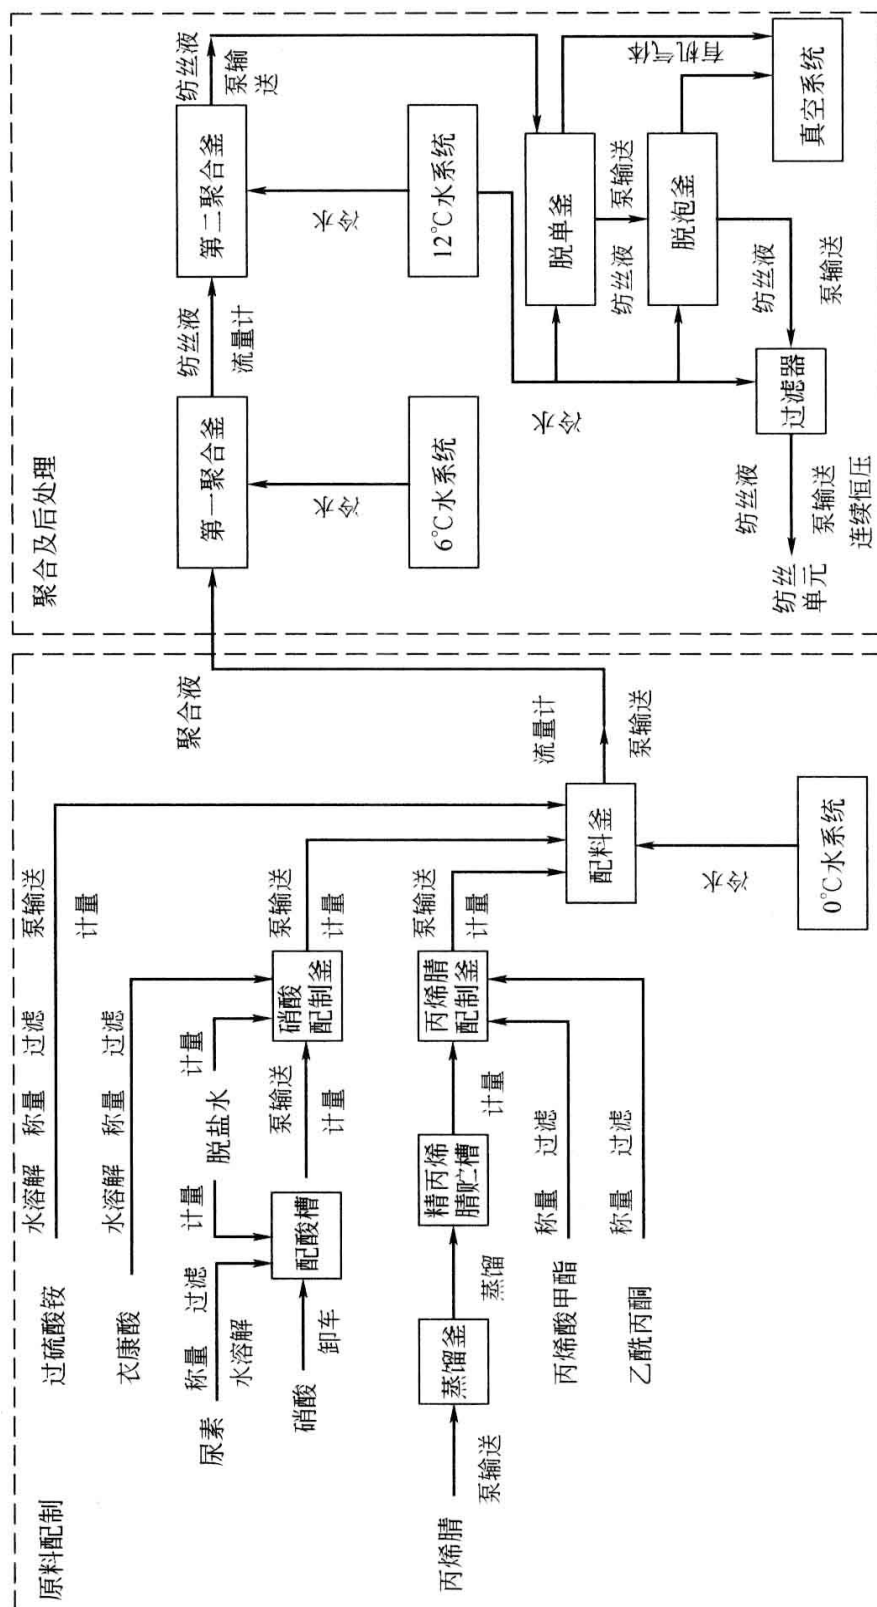 原料配制
过硫酸铵
水溶解 称量 过滤
泵输送
计量
衣康酸
水溶解 称量 过滤
尿素
称量 过滤
水溶解
计量
脱盐水
计量
硝酸
卸车
配酸槽
泵输送
计量
硝酸
配制釜
泵输送
计量
丙烯腈
泵输送
蒸馏釜
蒸馏
精丙烯
腈贮槽
计量
丙烯腈
配制釜
泵输送
计量
丙烯酸甲酯
称量 过滤
乙酰丙酮
称量 过滤
配料釜
冷水
0℃水系统
流量计
泵输送
聚合液
聚合及后处理
第一聚合釜
冷水
6℃水系统
纺丝液
流量计
第二聚合釜
冷水
12℃水系统
纺丝液
泵输
送
冷水
脱单釜
纺丝液
泵输送
脱泡釜
有机气体
真空系统
纺丝液
泵输送
过滤器
纺丝液
泵输送
连续恒压
纺丝
单元